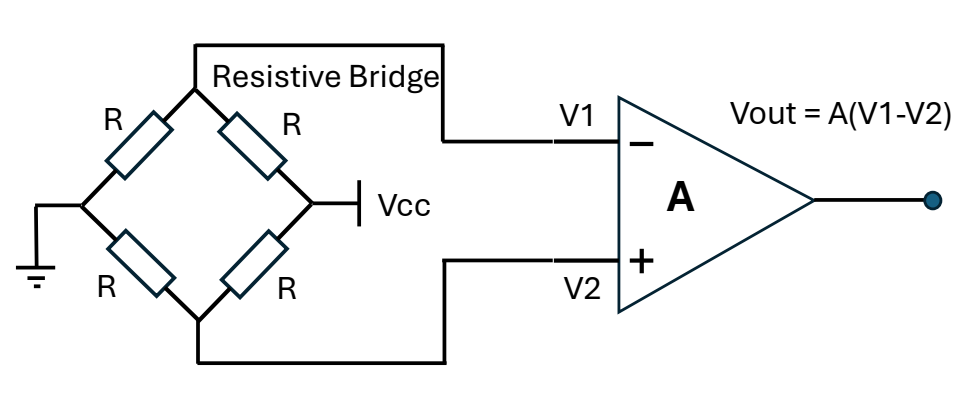 Resistive Bridge
R
R
V1
Vout = A(V1-V2)
−
A
Vcc
+
R
R
V2